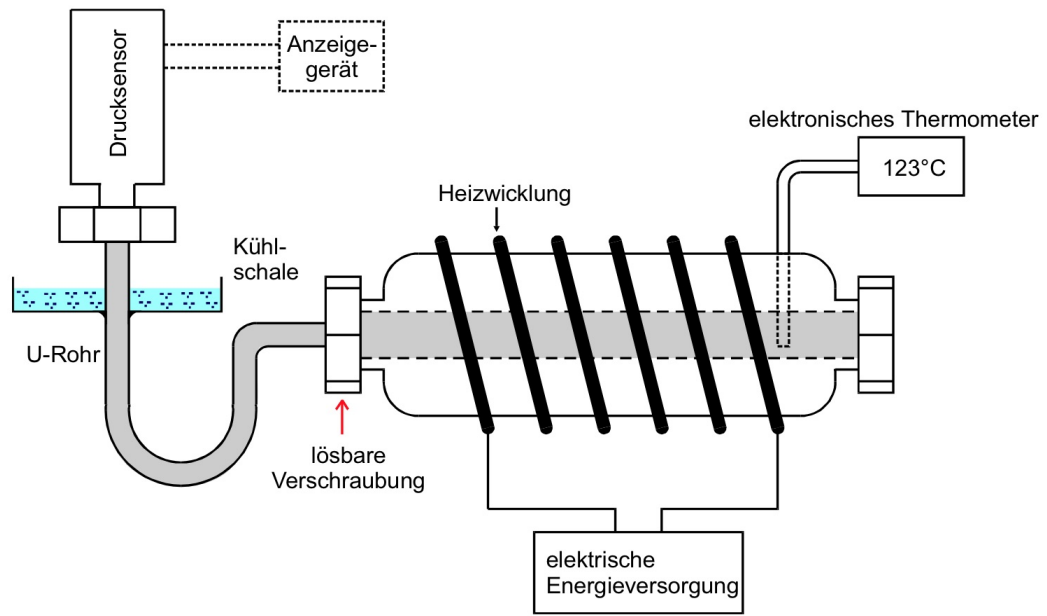 Drucksensor
Anzeige-
gerät
elektronisches Thermometer
123°C
Heizwicklung
Kühl-
schale
U-Rohr
lösbare
Verschraubung
elektrische
Energieversorgung